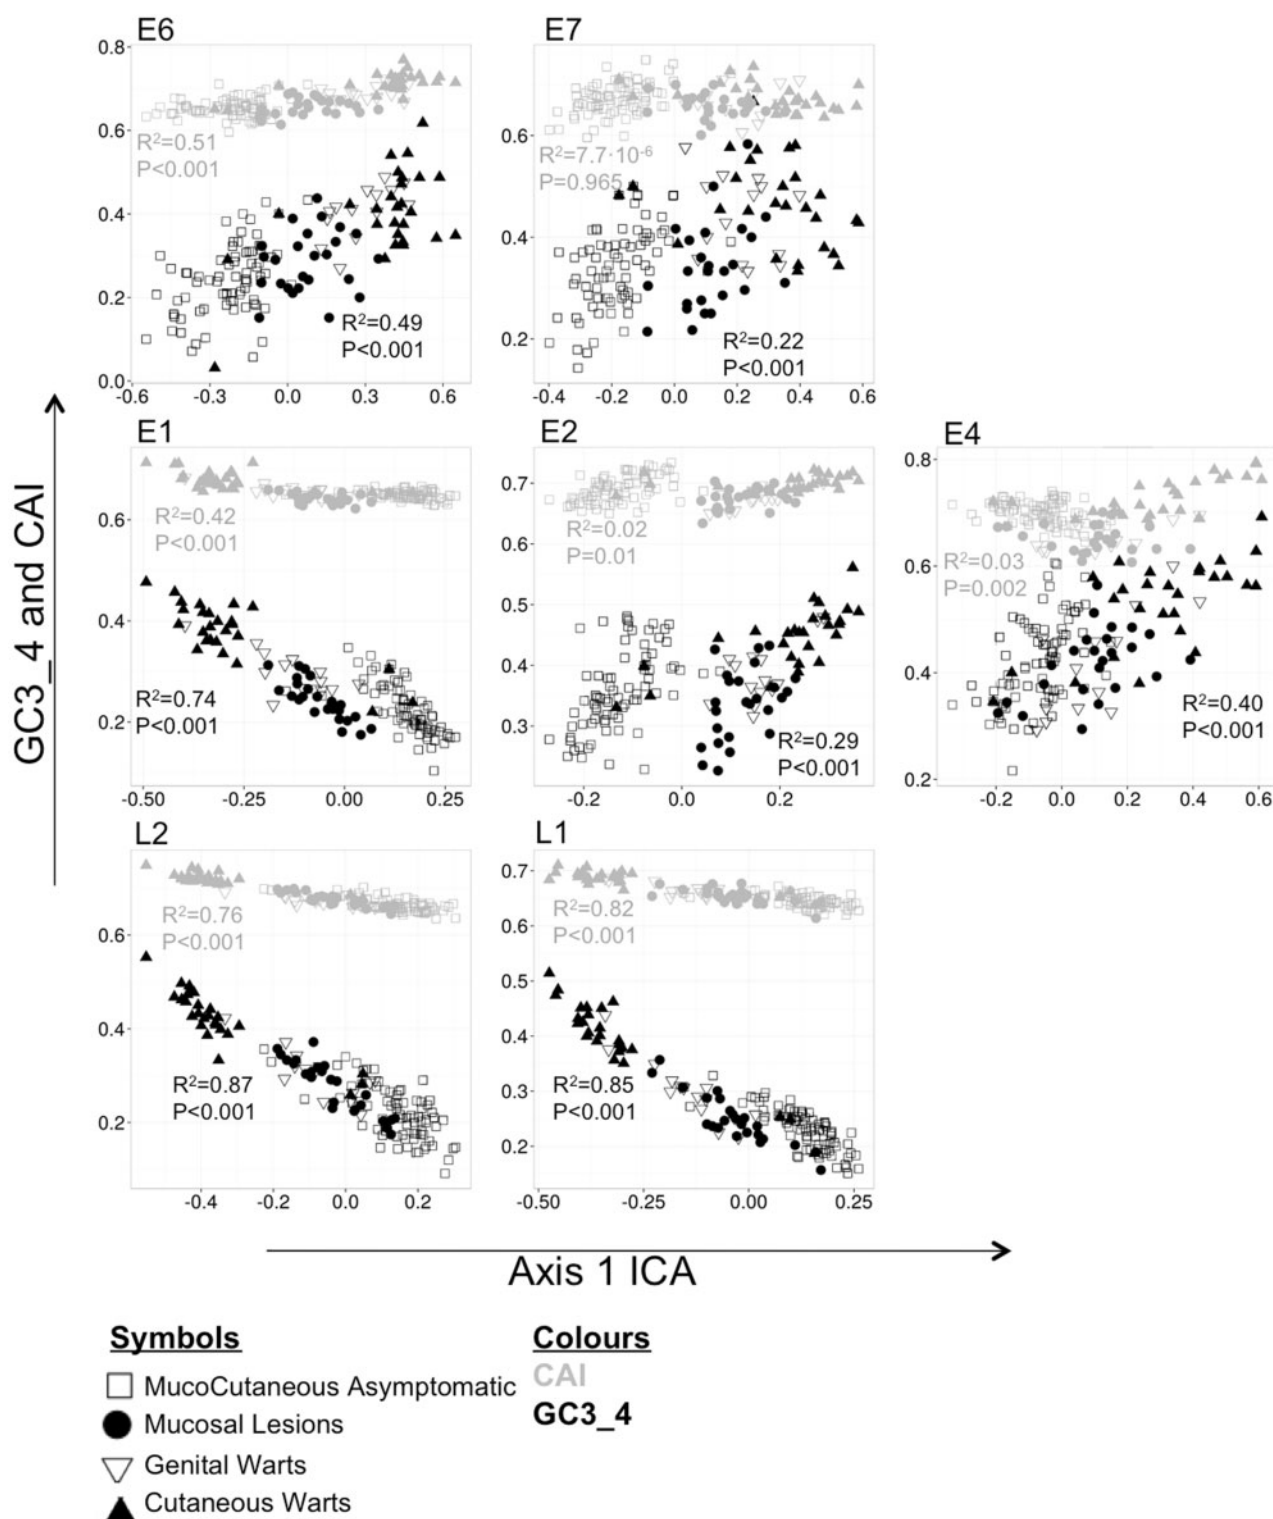 E6
0.8
0.6
0.4
0.2
0.0
R²=0.51
P<0.001
R²=0.49
P<0.001
-0.6 -0.3 0.0 0.3 0.6
E7
0.6
0.4
0.2
R²=7.7·10⁻⁶
P=0.965
R²=0.22
P<0.001
-0.4 -0.2 0.0 0.2 0.4 0.6
E1
0.6
0.4
0.2
R²=0.42
P<0.001
R²=0.74
P<0.001
-0.50 -0.25 0.00 0.25
E2
0.7
0.6
0.5
0.4
0.3
R²=0.02
P=0.01
R²=0.29
P<0.001
-0.2 0.0 0.2
E4
0.8
0.6
0.4
0.2
R²=0.03
P=0.002
R²=0.40
P<0.001
-0.2 0.0 0.2 0.4 0.6
L2
0.6
0.4
0.2
R²=0.76
P<0.001
R²=0.87
P<0.001
-0.4 -0.2 0.0 0.2
L1
0.7
0.6
0.5
0.4
0.3
0.2
R²=0.82
P<0.001
R²=0.85
P<0.001
-0.50 -0.25 0.00 0.25
GC3_4 and CAI
Axis 1 ICA
Symbols
MucoCutaneous Asymptomatic
Mucosal Lesions
Genital Warts
Cutaneous Warts
Colours
CAI
GC3_4